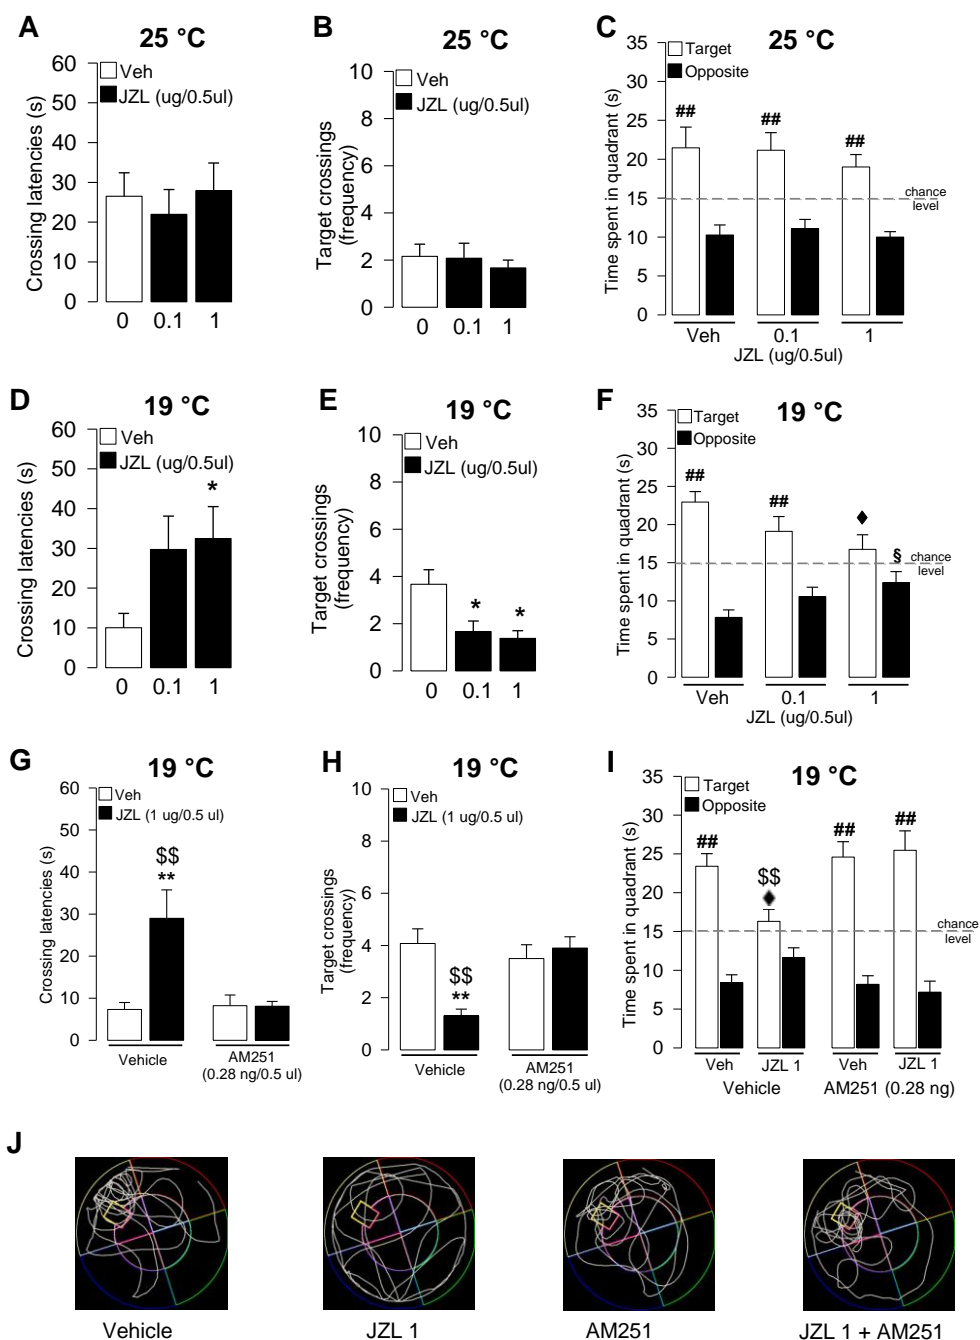 A
25 °C
Crossing latencies (s)
60
50
40
30
20
10
0
Veh
JZL (ug/0.5ul)
0 0.1 1
B
25 °C
Target crossings
(frequency)
10
8
6
4
2
0
Veh
JZL (ug/0.5ul)
0 0.1 1
C
25 °C
Time spent in quadrant (s)
35
30
25
20
15
10
5
0
Target
Opposite
## ## ##
chance
level
Veh 0.1 1
JZL (ug/0.5ul)
D
19 °C
Crossing latencies (s)
60
50
40
30
20
10
0
Veh
JZL (ug/0.5ul)
*
0 0.1 1
E
19 °C
Target crossings
(frequency)
10
8
6
4
2
0
Veh
JZL (ug/0.5ul)
* *
0 0.1 1
F
19 °C
Time spent in quadrant (s)
35
30
25
20
15
10
5
0
Target
Opposite
## ## ♦ §
chance
level
Veh 0.1 1
JZL (ug/0.5ul)
G
19 °C
Crossing latencies (s)
60
50
40
30
20
10
0
Veh
JZL (1 ug/0.5 ul)
$$
**
Vehicle AM251
(0.28 ng/0.5 ul)
H
19 °C
Target crossings
(frequency)
10
8
6
4
2
0
Veh
JZL (1 ug/0.5 ul)
$$
**
Vehicle AM251
(0.28 ng/0.5 ul)
I
19 °C
Time spent in quadrant (s)
35
30
25
20
15
10
5
0
Target
Opposite
## $$ ## ##
♦
chance
level
Veh JZL 1 Veh JZL 1
Vehicle AM251 (0.28 ng)
J
Vehicle JZL 1 AM251 JZL 1 + AM251